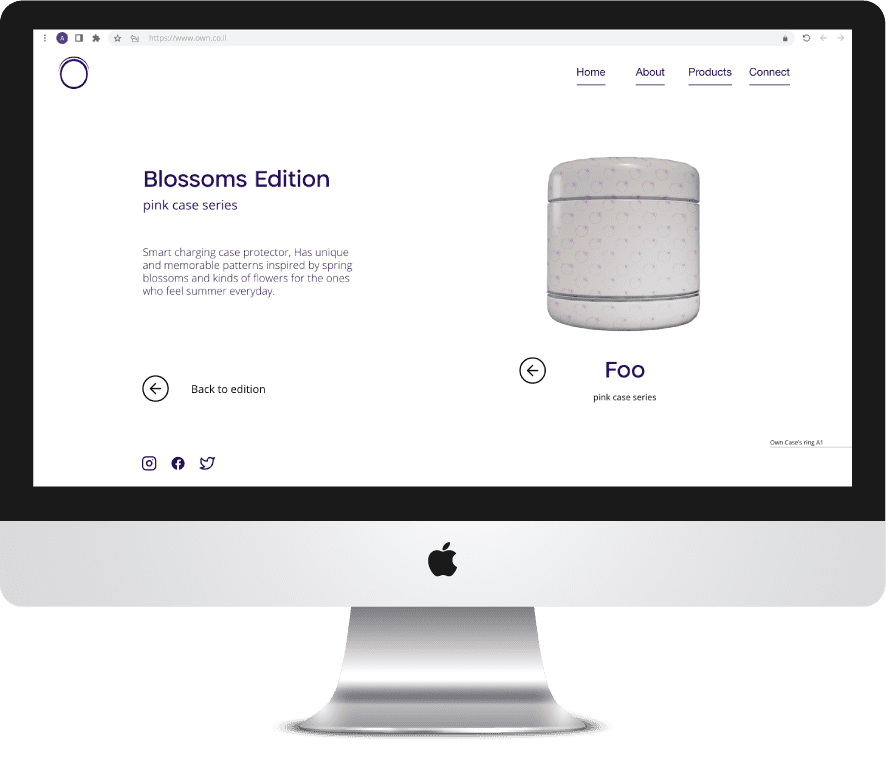 A
https://www.own.co.il
Home About Products Connect
Blossoms Edition
pink case series
Smart charging case protector, Has unique
and memorable patterns inspired by spring
blossoms and kinds of flowers for the ones
who feel summer everyday.
Back to edition
Foo
pink case series
Own Case's ring A1